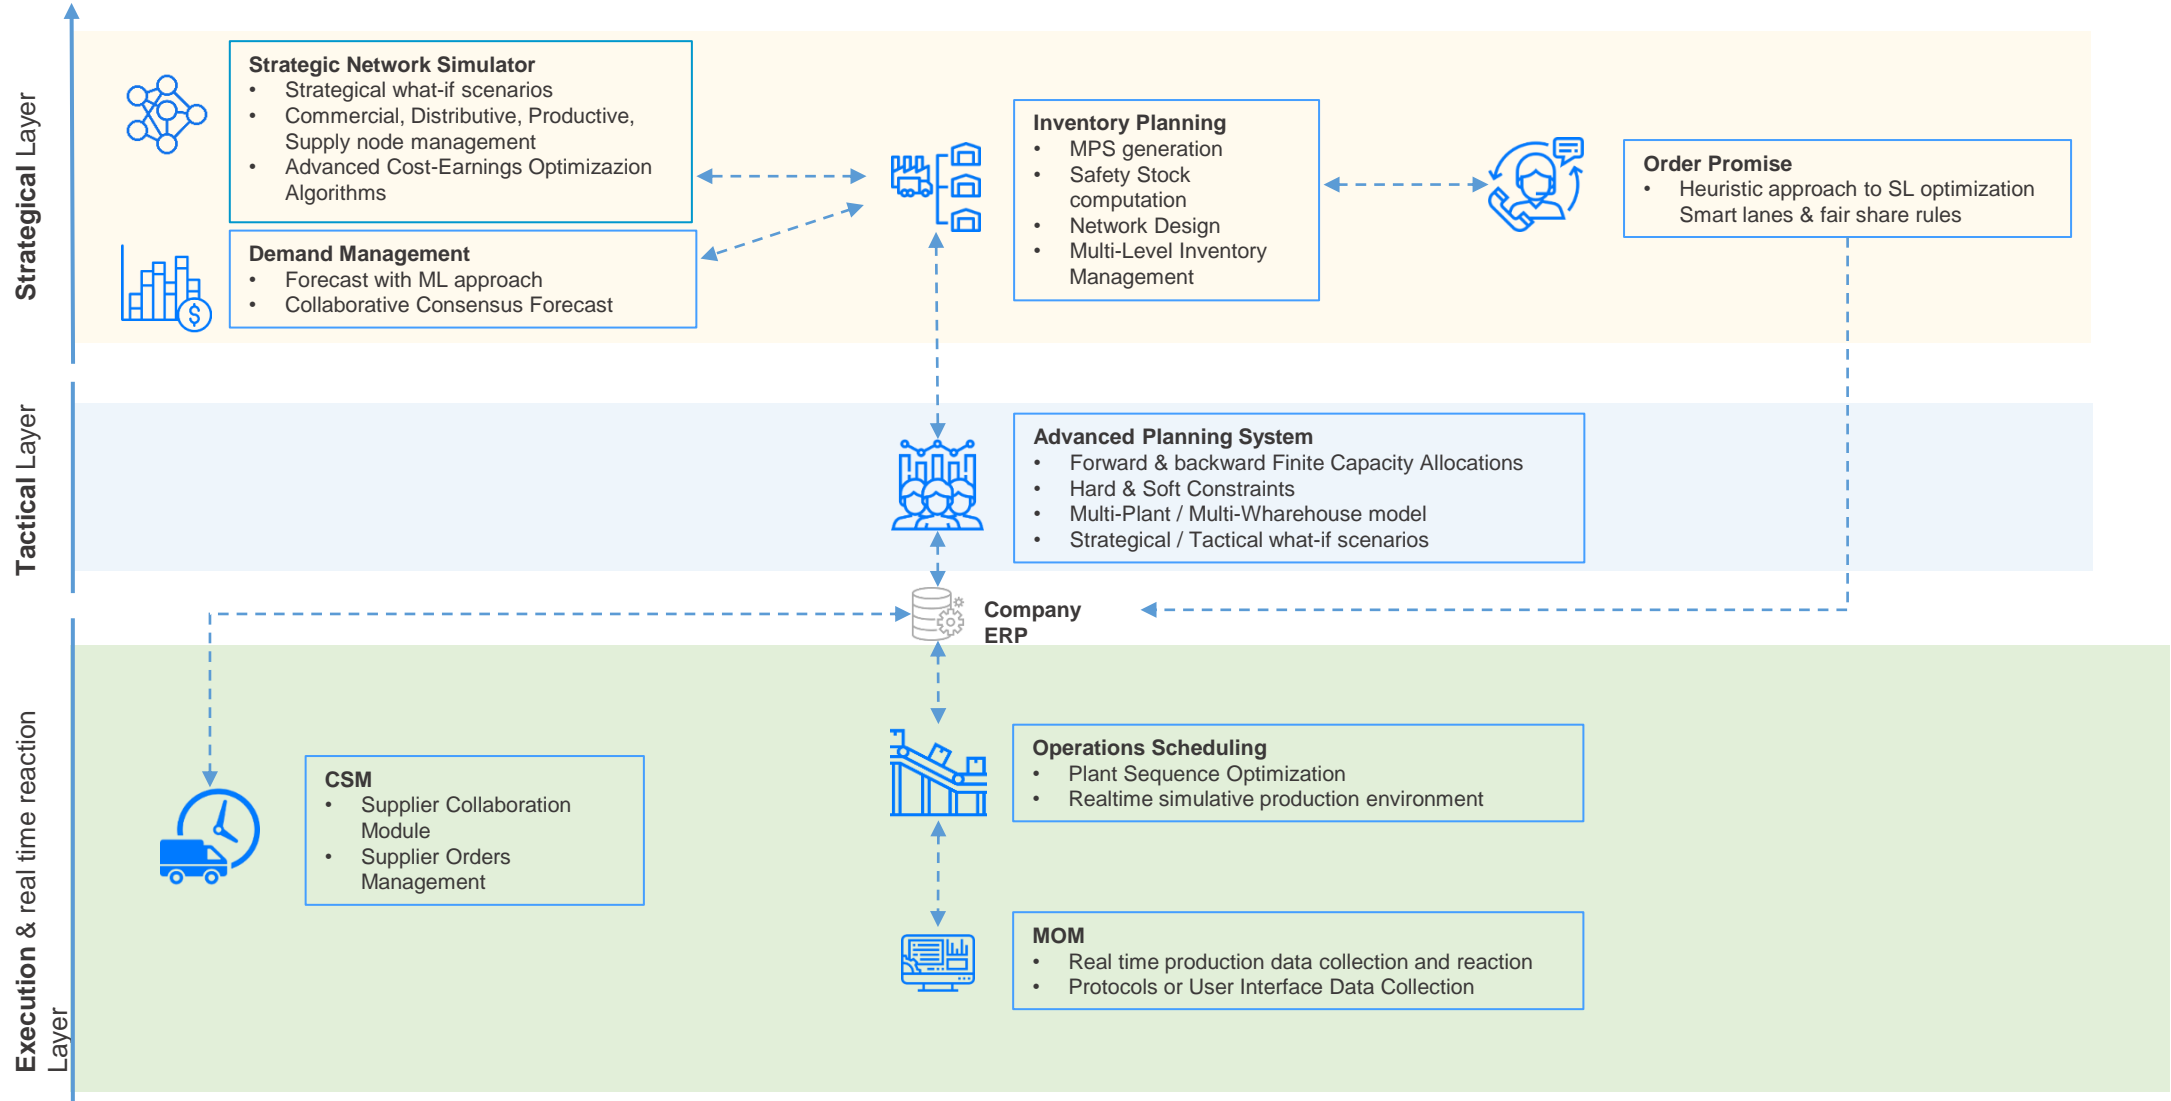 Strategical Layer
Strategic Network Simulator
• Strategical what-if scenarios
• Commercial, Distributive, Productive,
Supply node management
• Advanced Cost-Earnings Optimizazion
Algorithms
Demand Management
• Forecast with ML approach
• Collaborative Consensus Forecast
$
Inventory Planning
• MPS generation
• Safety Stock
computation
• Network Design
• Multi-Level Inventory
Management
Order Promise
• Heuristic approach to SL optimization
Smart lanes & fair share rules
Tactical Layer
Advanced Planning System
• Forward & backward Finite Capacity Allocations
• Hard & Soft Constraints
• Multi-Plant / Multi-Wharehouse model
• Strategical / Tactical what-if scenarios
Company
ERP
Execution & real time reaction
Layer
CSM
• Supplier Collaboration
Module
• Supplier Orders
Management
Operations Scheduling
• Plant Sequence Optimization
• Realtime simulative production environment
MOM
• Real time production data collection and reaction
• Protocols or User Interface Data Collection